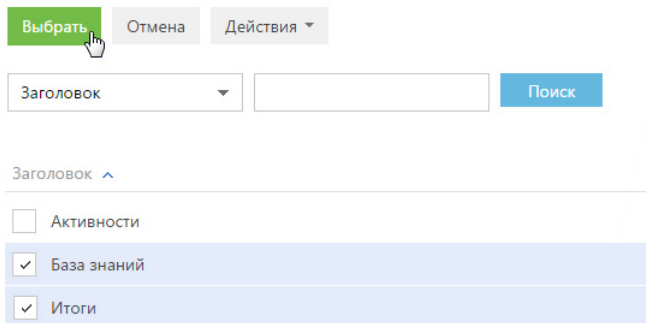 Выбрать Отмена Действия
Заголовок Поиск
Заголовок
Активности
База знаний
Итоги